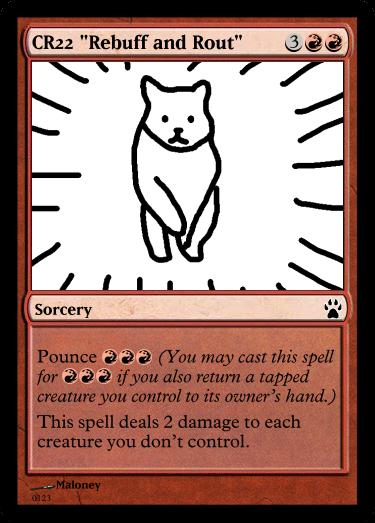 CR22 "Rebuff and Rout" 3
Sorcery
Pounce (You may cast this spell
for if you also return a tapped
creature you control to its owner's hand.)
This spell deals 2 damage to each
creature you don't control.
Maloney
0123